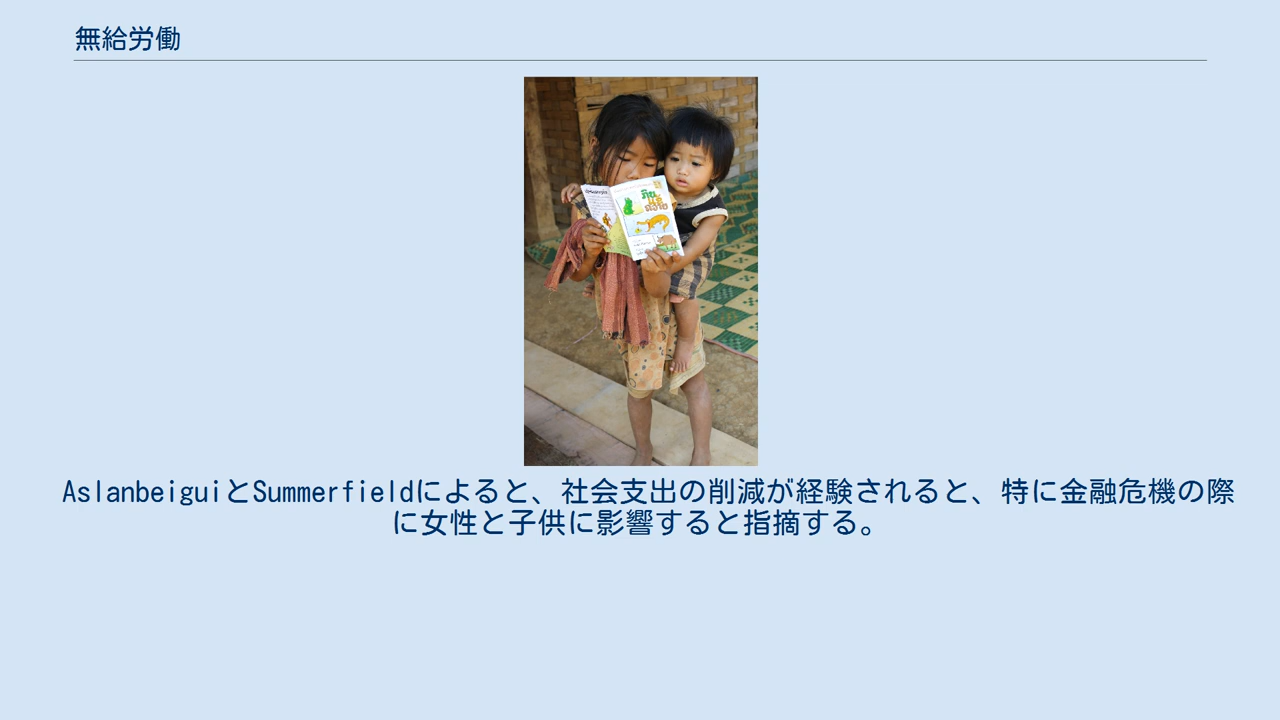 無給労働
AslanbeiguiとSummerfieldによると、社会支出の削減が経験されると、特に金融危機の際
に女性と子供に影響すると指摘する。